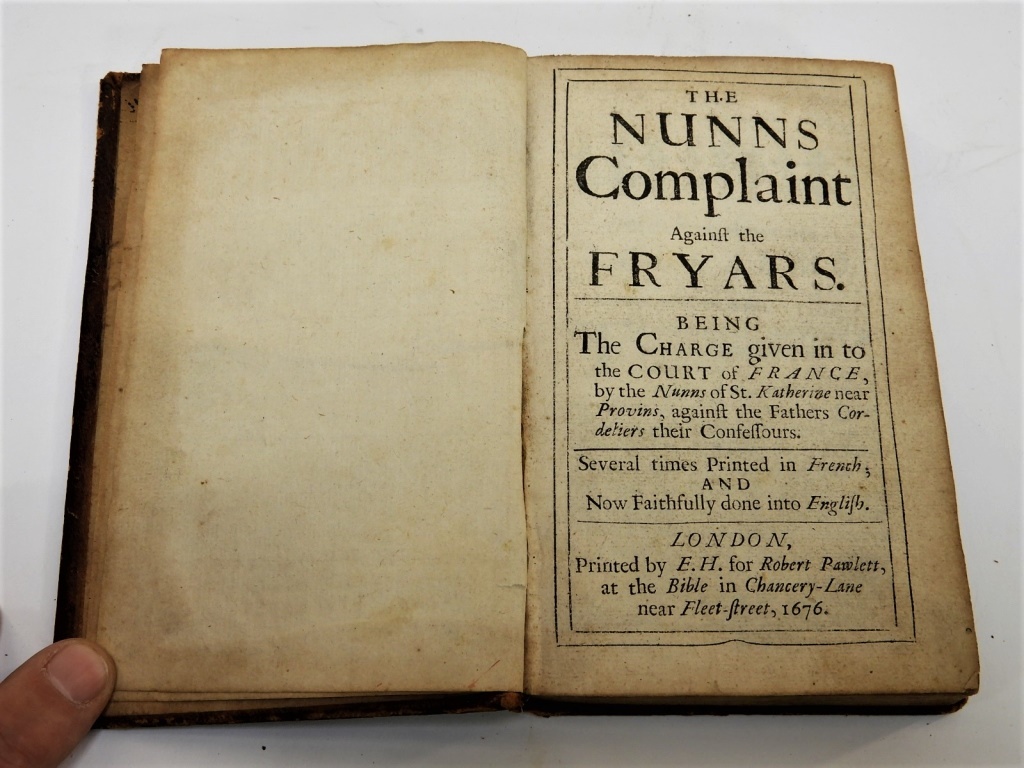 THE
NUNNS
Complaint
Againſt the
FRYARS.
BEING
The CHARGE given in to
the COURT of FRANCE,
by the Nunns of St. Katherine near
Provins, againſt the Fathers Cor-
deliers their Confeſſours.
Several times Printed in French;
AND
Now Faithfully done into Engliſh.
LONDON,
Printed by E. H. for Robert Pawlett,
at the Bible in Chancery-Lane
near Fleet-ſtreet, 1676.